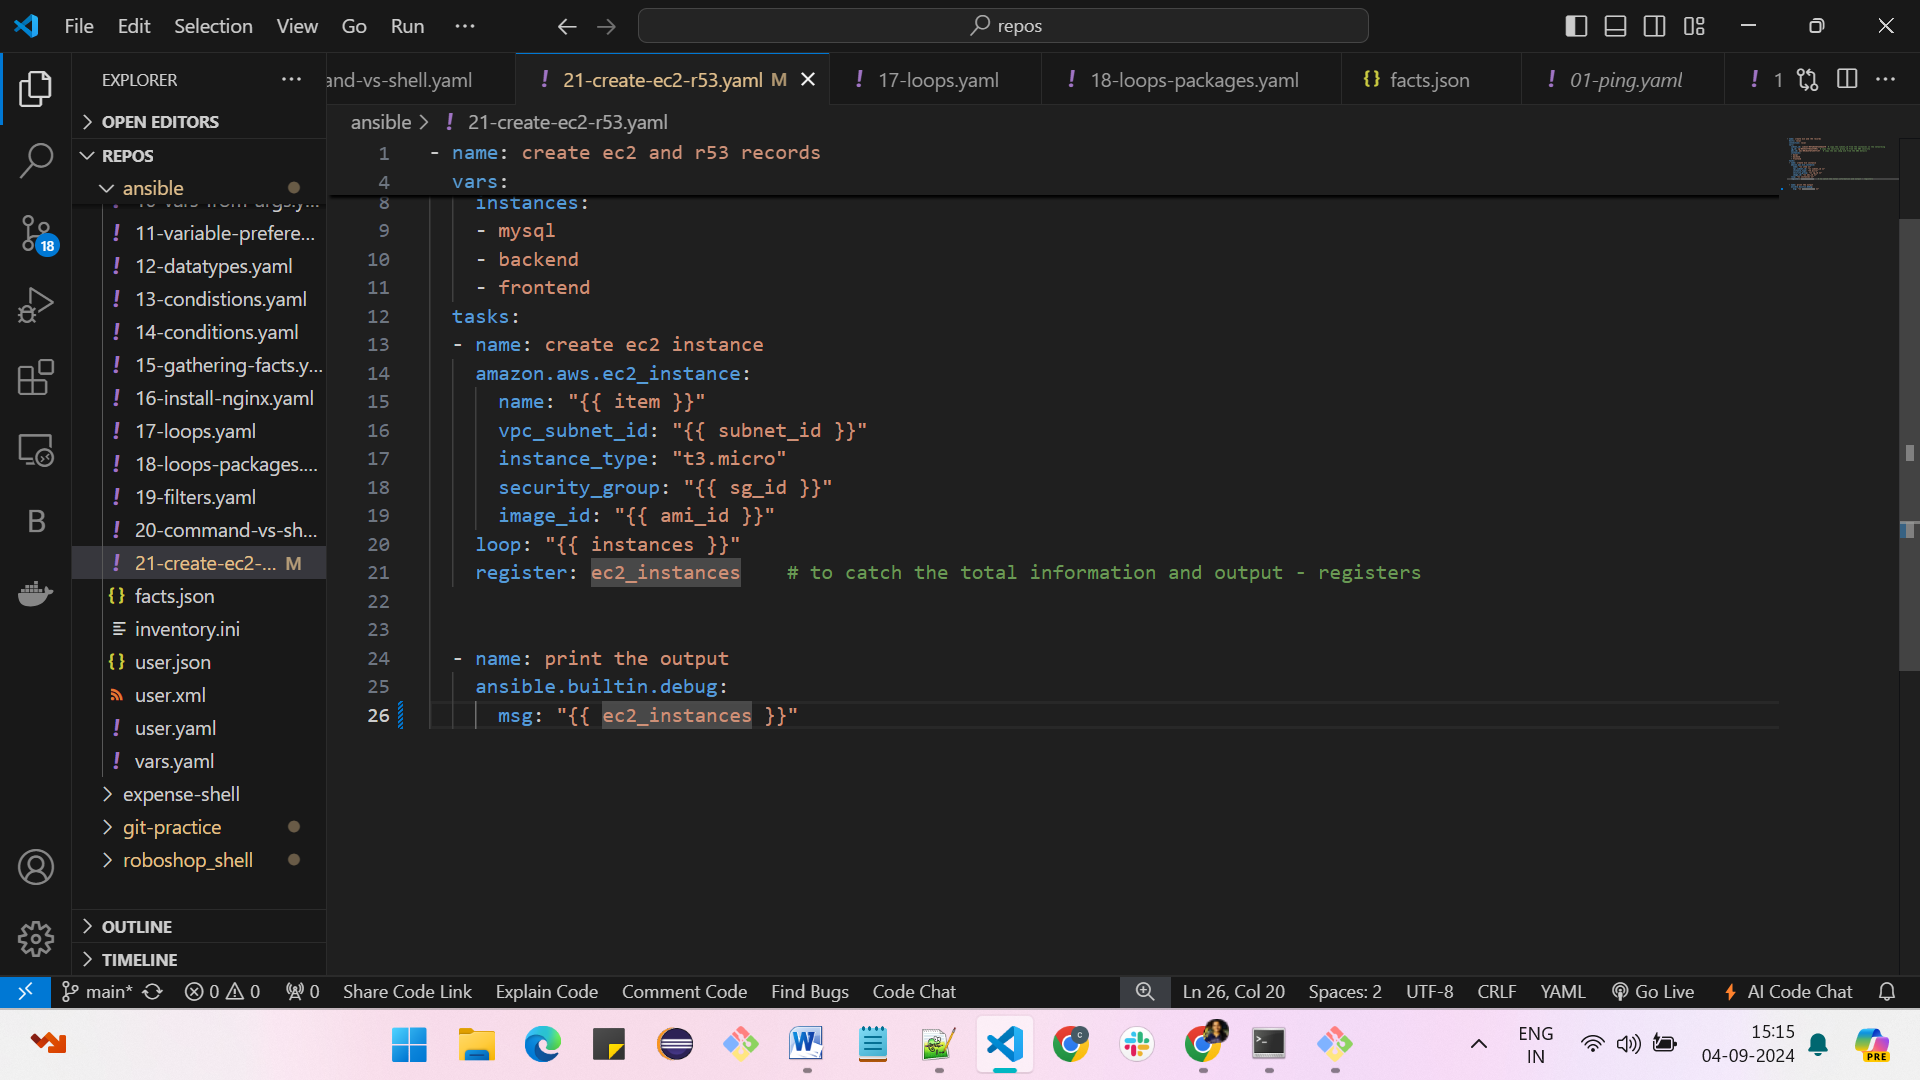 File Edit Selection View Go Run ··· repos
EXPLORER ···
and-vs-shell.yaml ! 21-create-ec2-r53.yaml M ! 17-loops.yaml ! 18-loops-packages.yaml {} facts.json ! 01-ping.yaml ! 1 ···
OPEN EDITORS
REPOS
ansible
10-vars-from-args.y...
! 11-variable-prefere...
! 12-datatypes.yaml
! 13-condistions.yaml
! 14-conditions.yaml
! 15-gathering-facts.y...
! 16-install-nginx.yaml
! 17-loops.yaml
! 18-loops-packages....
! 19-filters.yaml
! 20-command-vs-sh...
! 21-create-ec2-... M
{} facts.json
inventory.ini
{} user.json
user.xml
! user.yaml
! vars.yaml
expense-shell
git-practice
roboshop_shell
OUTLINE
TIMELINE
18
B
ansible > ! 21-create-ec2-r53.yaml
1 - name: create ec2 and r53 records
4 vars:
8 instances:
9 - mysql
10 - backend
11 - frontend
12 tasks:
13 - name: create ec2 instance
14 amazon.aws.ec2_instance:
15 name: "{{ item }}"
16 vpc_subnet_id: "{{ subnet_id }}"
17 instance_type: "t3.micro"
18 security_group: "{{ sg_id }}"
19 image_id: "{{ ami_id }}"
20 loop: "{{ instances }}"
21 register: ec2_instances # to catch the total information and output - registers
22
23
24 - name: print the output
25 ansible.builtin.debug:
26 msg: "{{ ec2_instances }}"
main* 0 0 0 Share Code Link Explain Code Comment Code Find Bugs Code Chat Ln 26, Col 20 Spaces: 2 UTF-8 CRLF YAML Go Live AI Code Chat
ENG
IN
15:15
04-09-2024
PRE